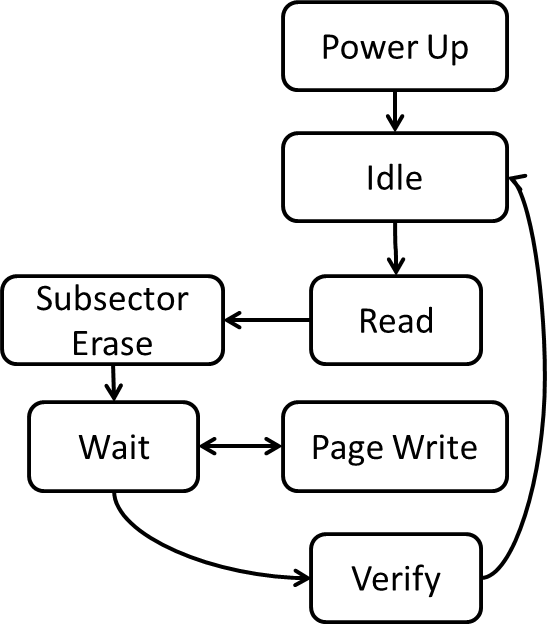 Power Up
Idle
Subsector
Erase
Read
Wait
Page Write
Verify